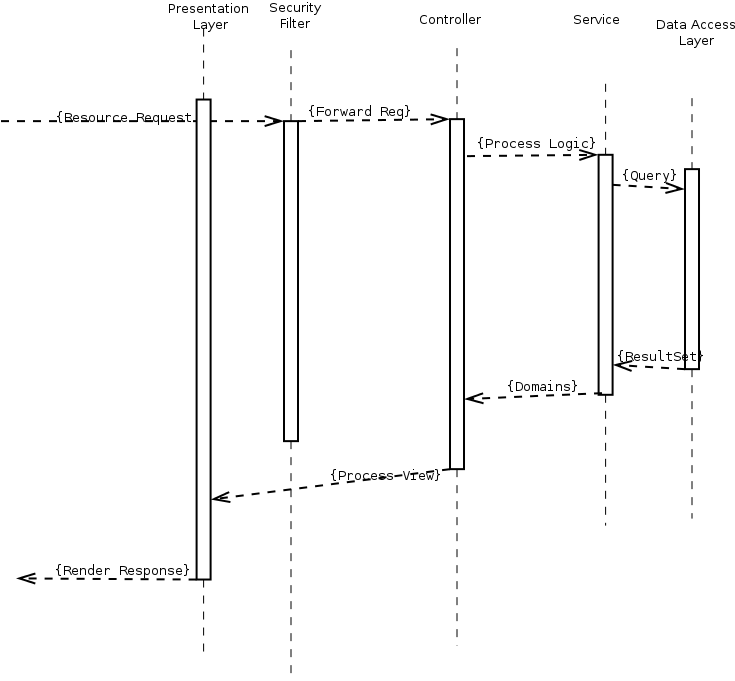 Presentation
Layer
Security
Filter
Controller
Service
Data Access
Layer
{Resource Request
{Forward Req}
{Process Logic}
{Query}
{ResultSet}
{Domains}
{Process View}
{Render Response}